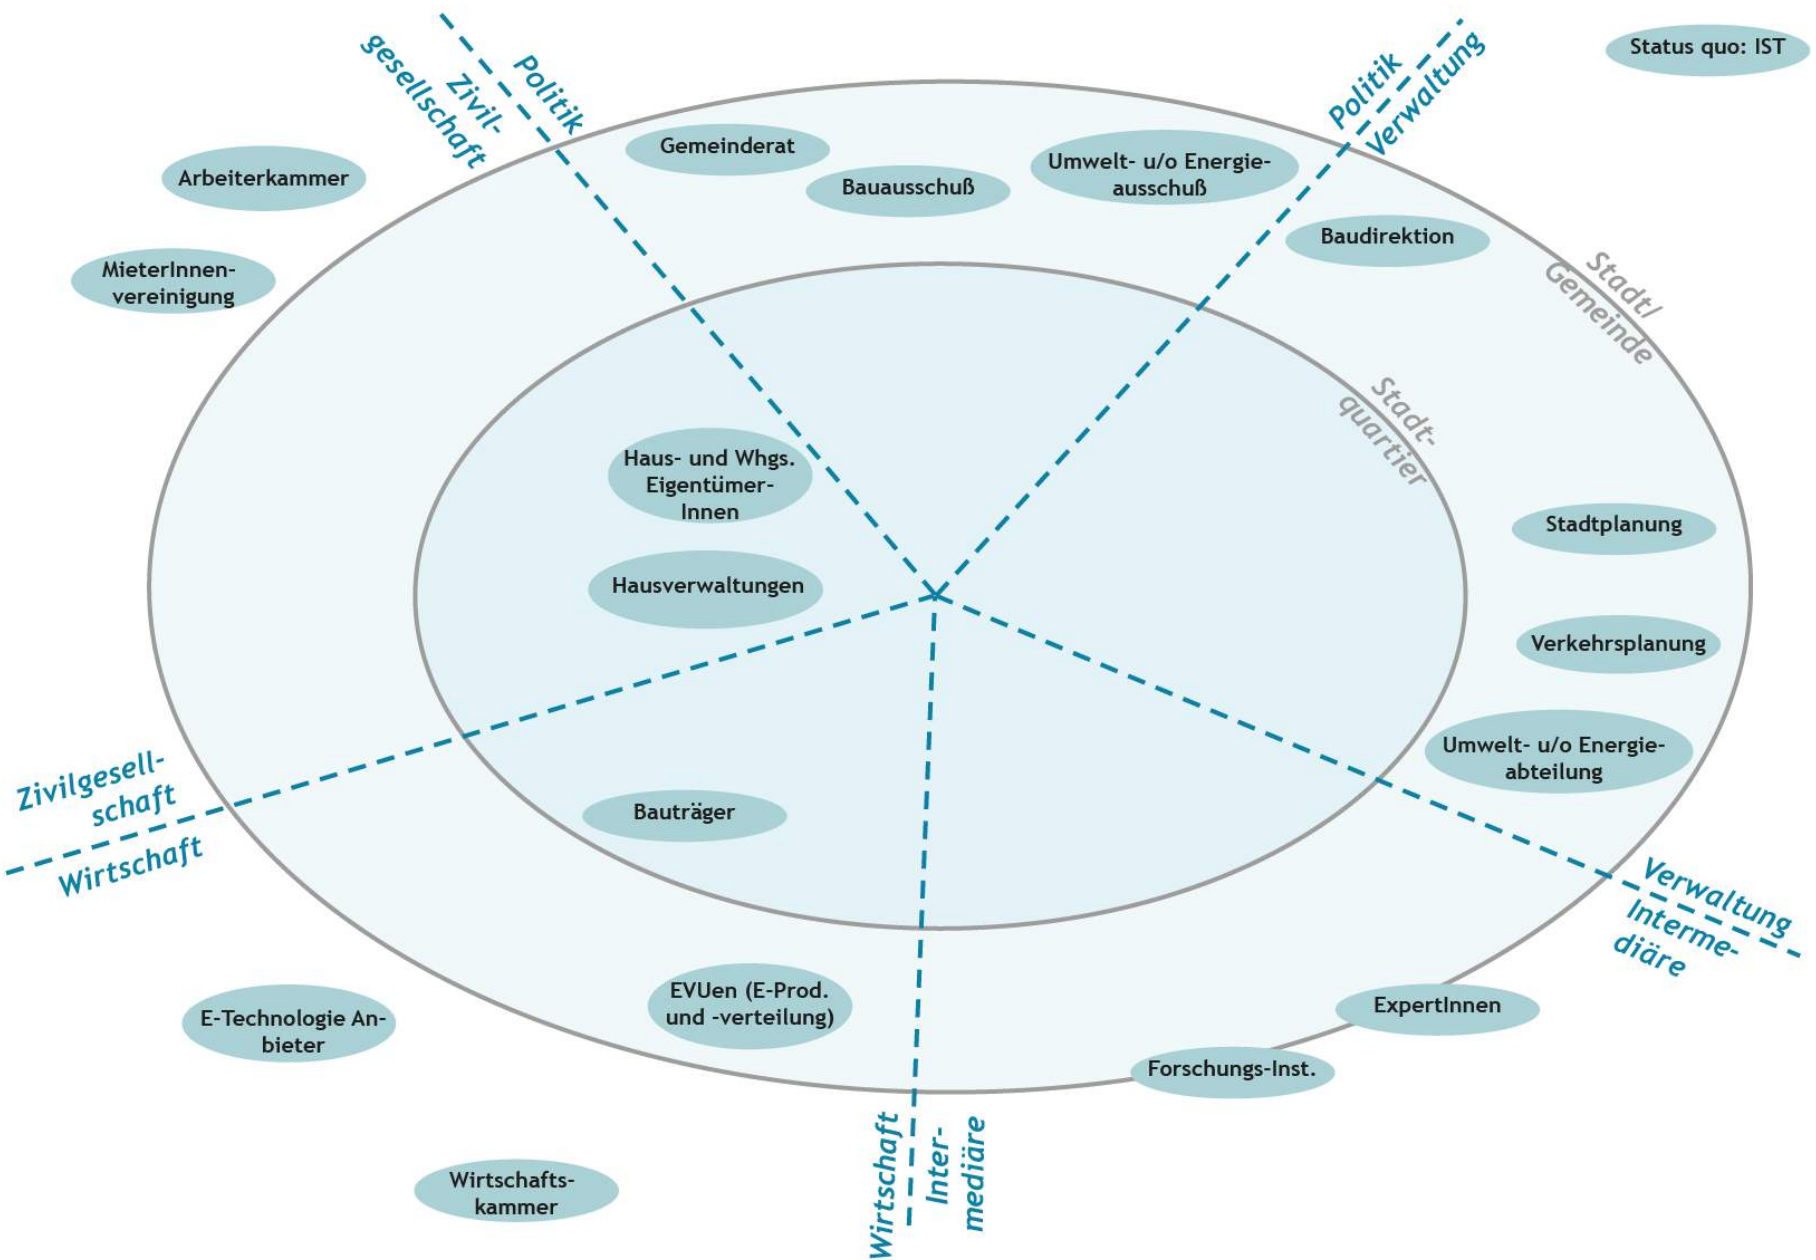 Status quo: IST
Politik
Zivil-
gesellschaft
Politik
Verwaltung
Gemeinderat
Bauausschuß
Umwelt- u/o Energie-
ausschuß
Arbeiterkammer
MieterInnen-
vereinigung
Baudirektion
Stadt/
Gemeinde
Stadt-
quartier
Haus- und Whgs.
Eigentümer-
Innen
Hausverwaltungen
Stadtplanung
Verkehrsplanung
Umwelt- u/o Energie-
abteilung
Zivilgesell-
schaft
Wirtschaft
Bauträger
Verwaltung
Interme-
diäre
EVUen (E-Prod.
und -verteilung)
E-Technologie An-
bieter
ExpertInnen
Forschungs-Inst.
Wirtschafts-
kammer
Wirtschaft
Inter-
mediäre